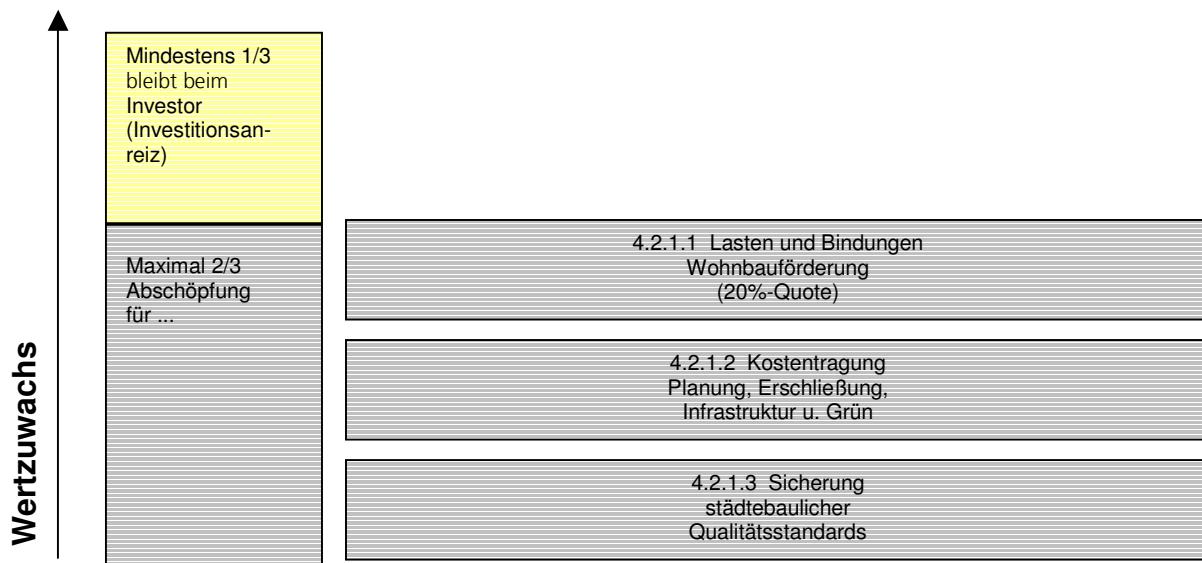 Mindestens 1/3
bleibt beim
Investor
(Investitionsan-
reiz)
Maximal 2/3
Abschöpfung
für ...
4.2.1.1 Lasten und Bindungen
Wohnbauförderung
(20%-Quote)
4.2.1.2 Kostentragung
Planung, Erschließung,
Infrastruktur u. Grün
4.2.1.3 Sicherung
städtebaulicher
Qualitätsstandards
Wertzuwachs